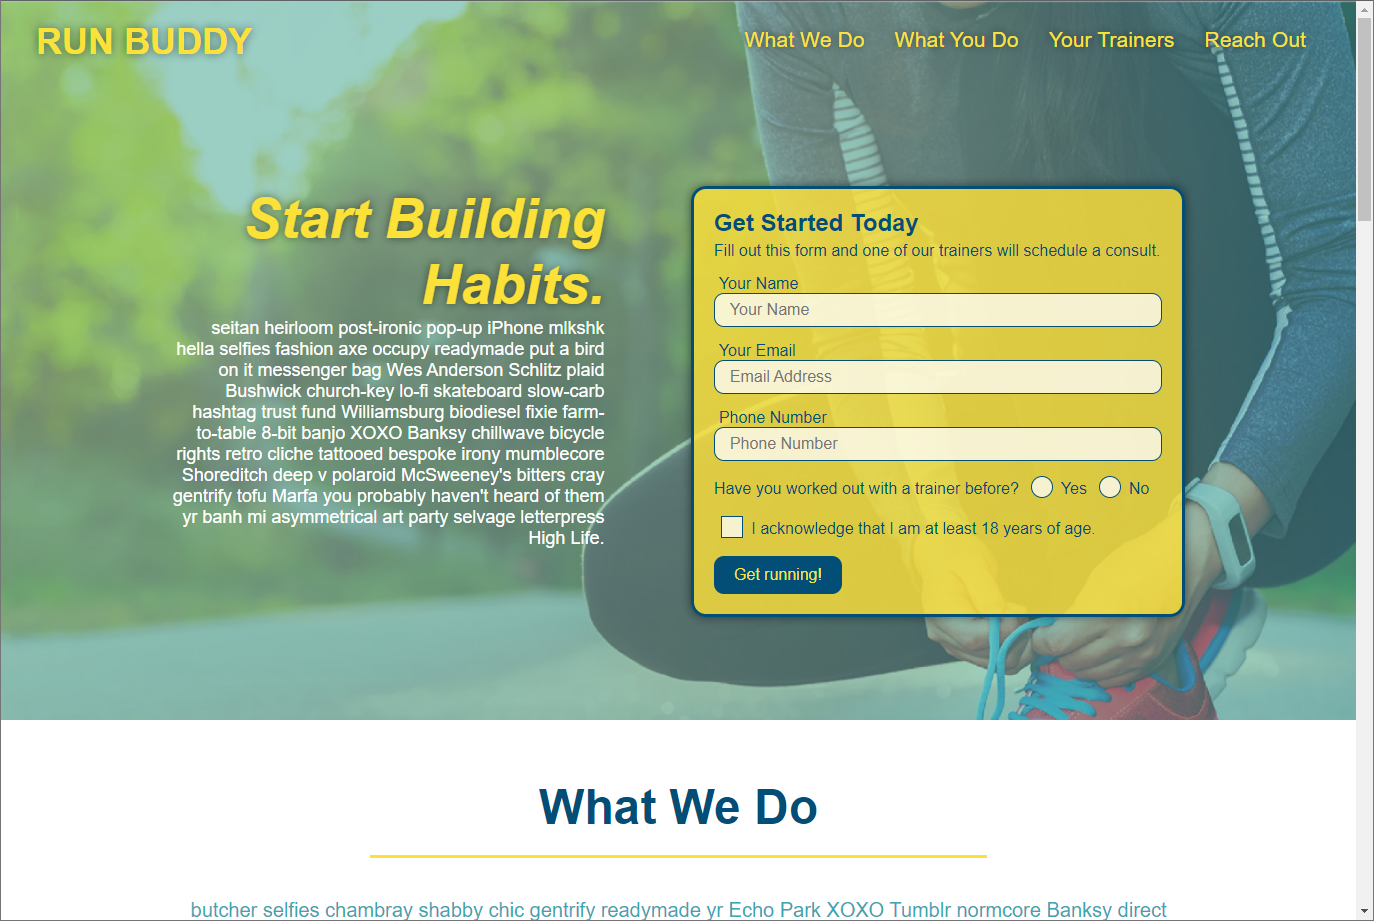 RUN BUDDY
What We Do
What You Do
Your Trainers
Reach Out
Start Building
Habits.
seitan heirloom post-ironic pop-up iPhone mlkshk
hella selfies fashion axe occupy readymade put a bird
on it messenger bag Wes Anderson Schlitz plaid
Bushwick church-key lo-fi skateboard slow-carb
hashtag trust fund Williamsburg biodiesel fixie farm-
to-table 8-bit banjo XOXO Banksy chillwave bicycle
rights retro cliche tattooed bespoke irony mumblecore
Shoreditch deep v polaroid McSweeney's bitters cray
gentrify tofu Marfa you probably haven't heard of them
yr banh mi asymmetrical art party selvage letterpress
High Life.
Get Started Today
Fill out this form and one of our trainers will schedule a consult.
Your Name
Your Name
Your Email
Email Address
Phone Number
Phone Number
Have you worked out with a trainer before? Yes No
I acknowledge that I am at least 18 years of age.
Get running!
What We Do
butcher selfies chambray shabby chic gentrify readymade yr Echo Park XOXO Tumblr normcore Banksy direct